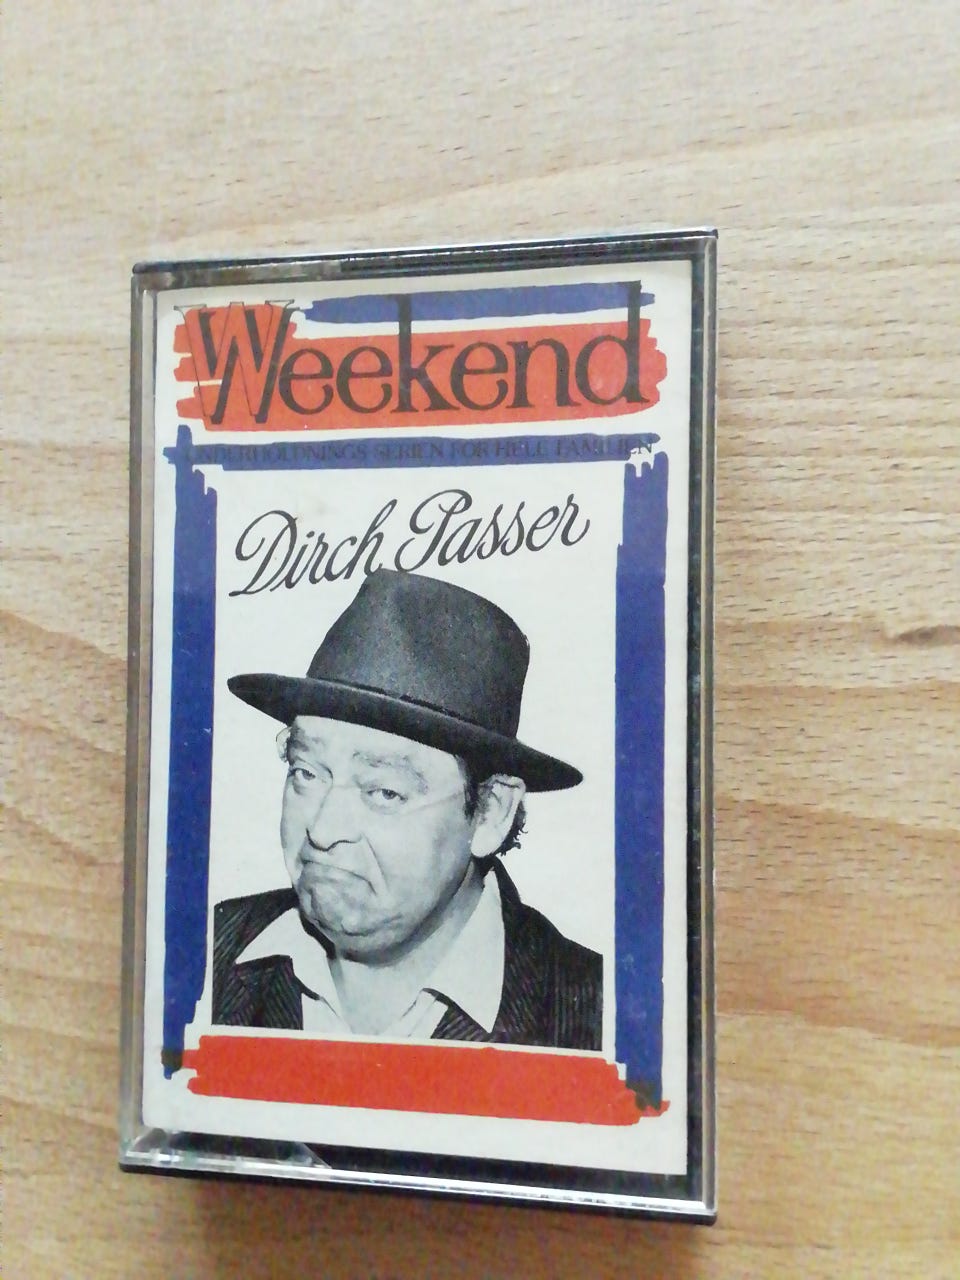 Weekend
UNDERHOLDNINGS SERIEN FOR HELE FAMILIEN
Dirch Passer